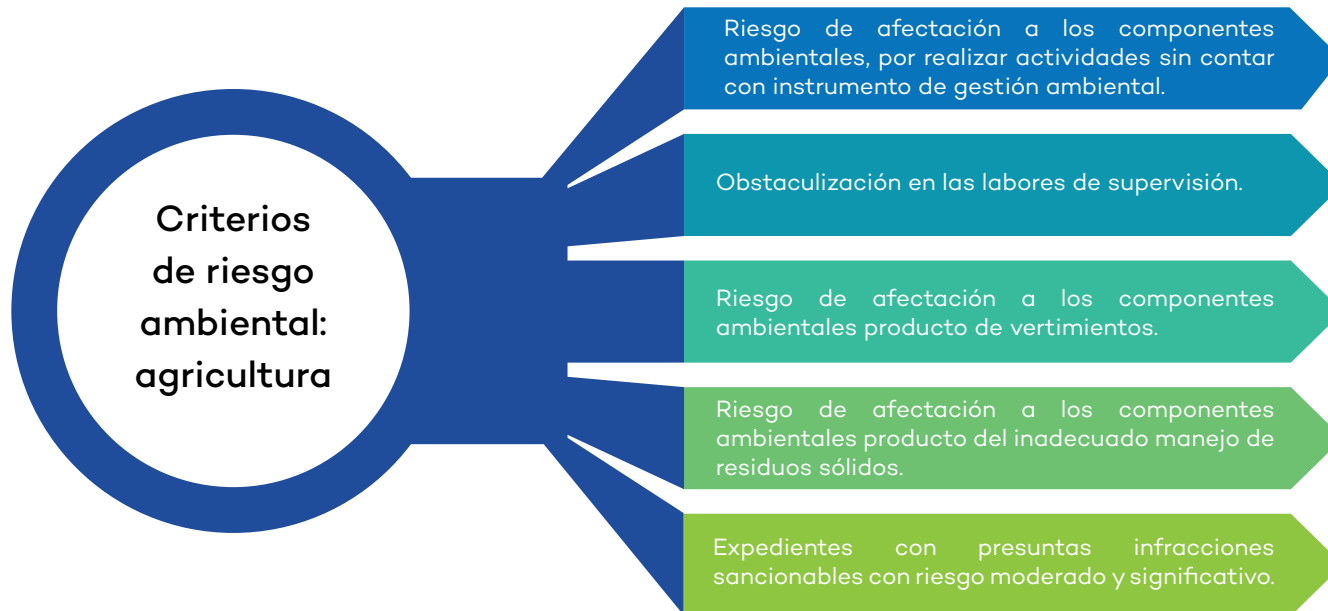 Criterios
de riesgo
ambiental:
agricultura
Riesgo de afectación a los componentes
ambientales, por realizar actividades sin contar
con instrumento de gestión ambiental.
Obstaculización en las labores de supervisión.
Riesgo de afectación a los componentes
ambientales producto de vertimientos.
Riesgo de afectación a los componentes
ambientales producto del inadecuado manejo de
residuos sólidos.
Expedientes con presuntas infracciones
sancionables con riesgo moderado y significativo.